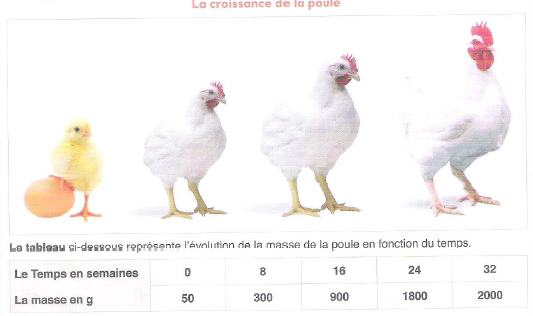 La croissance de la poule
Le tableau ci-dessous représente l'évolution de la masse de la poule en fonction du temps.
Le Temps en semaines 0 8 16 24 32
La masse en g 50 300 900 1800 2000